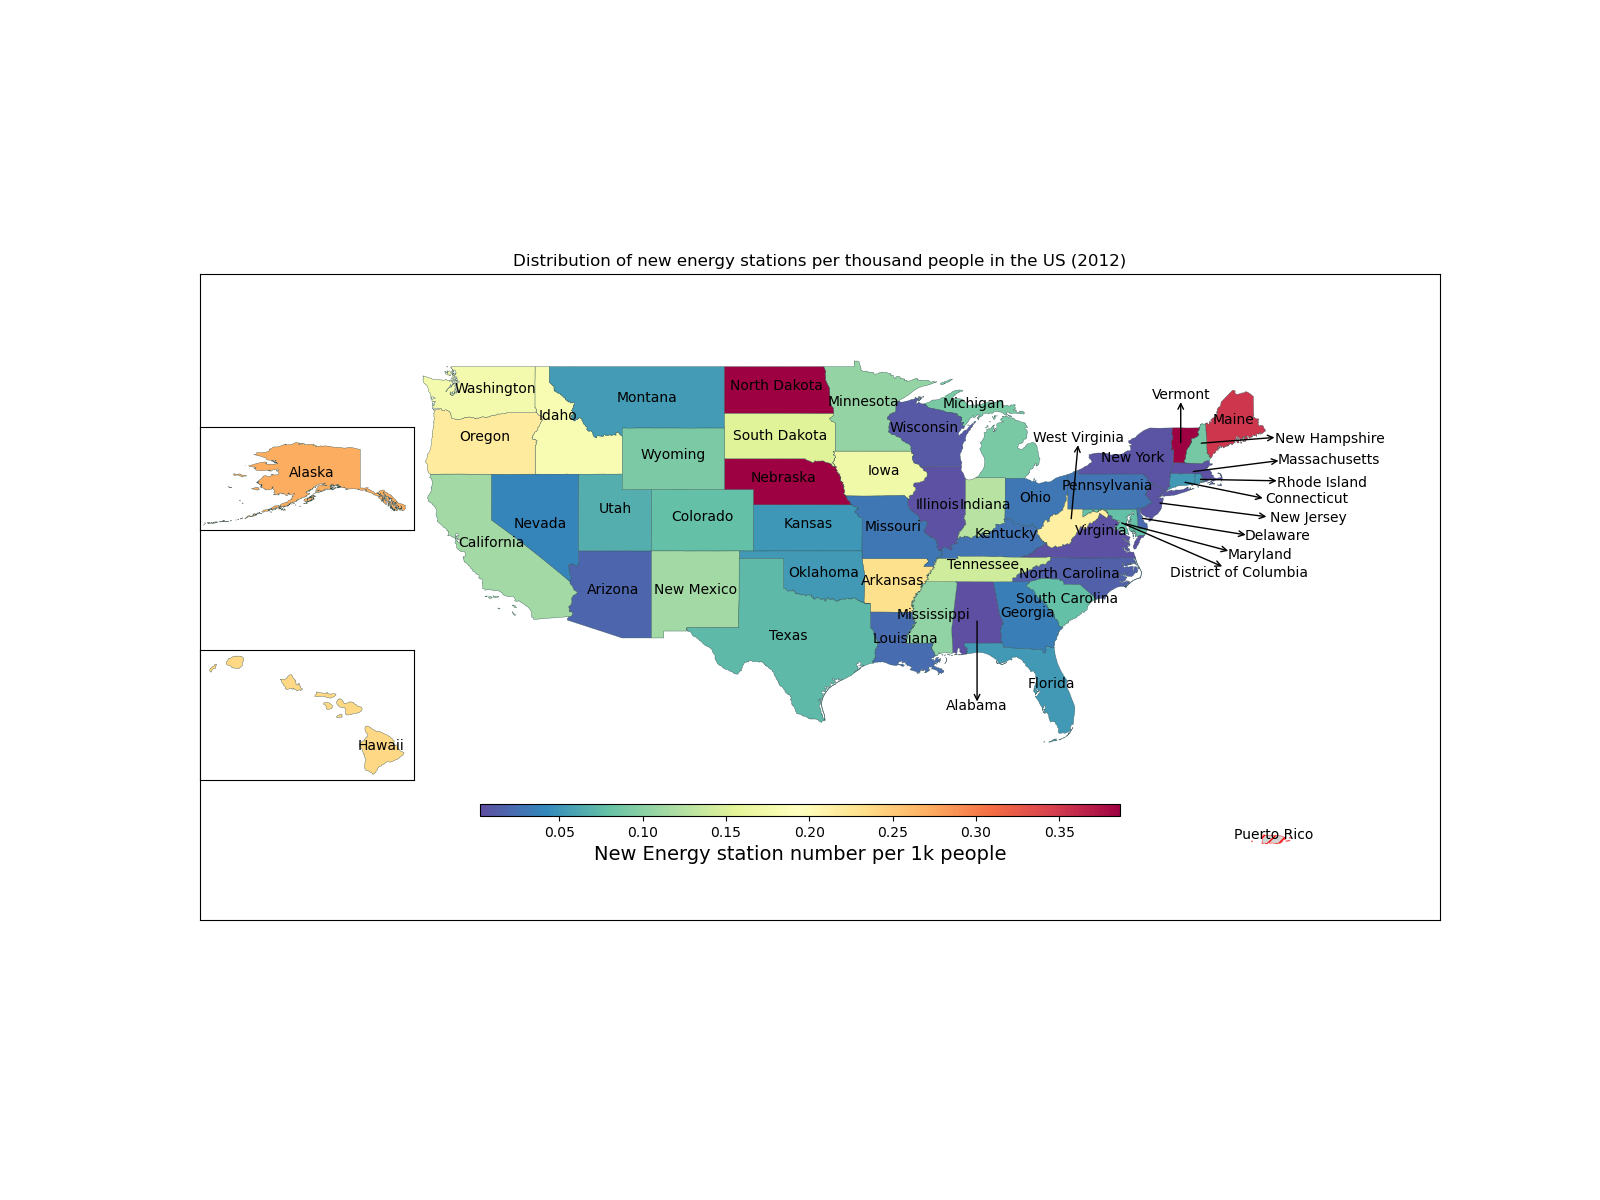 Distribution of new energy stations per thousand people in the US (2012)
Washington
Montana
North Dakota
Minnesota
Michigan
Vermont
Maine
Idaho
Oregon
South Dakota
Wisconsin
West Virginia
New Hampshire
Wyoming
New York
Massachusetts
Alaska
Iowa
Nebraska
Pennsylvania
Rhode Island
Connecticut
Utah
Colorado
Illinois
Indiana
Ohio
New Jersey
Nevada
Kansas
Missouri
Kentucky
Virginia
Delaware
California
Maryland
Tennessee
District of Columbia
Oklahoma
Arkansas
North Carolina
Arizona
New Mexico
South Carolina
Mississippi
Georgia
Texas
Louisiana
Florida
Alabama
Hawaii
0.05 0.10 0.15 0.20 0.25 0.30 0.35
New Energy station number per 1k people
Puerto Rico